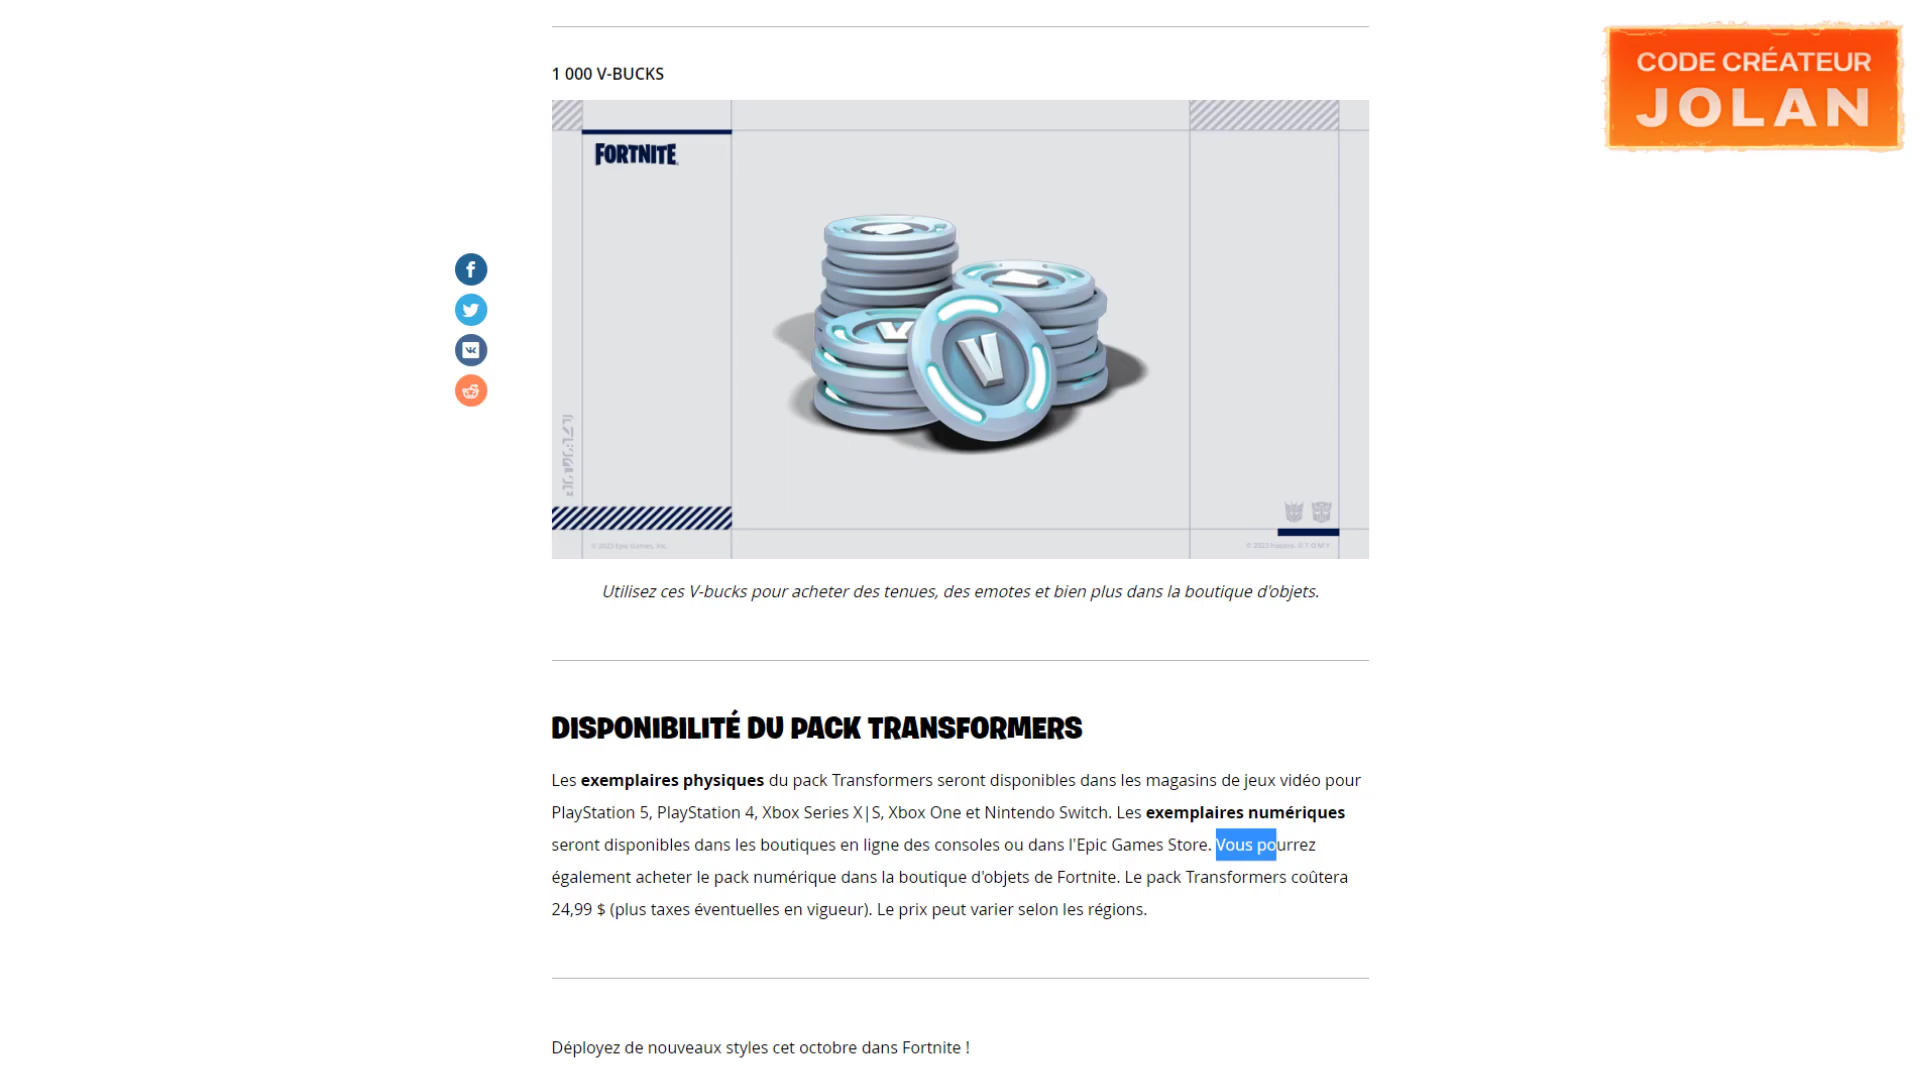 1 000 V-BUCKS
CODE CRÉATEUR
JOLAN
FORTNITE
© 2023 Epic Games, Inc.
Utilisez ces V-bucks pour acheter des tenues, des emotes et bien plus dans la boutique d'objets.
DISPONIBILITÉ DU PACK TRANSFORMERS
Les exemplaires physiques du pack Transformers seront disponibles dans les magasins de jeux vidéo pour
PlayStation 5, PlayStation 4, Xbox Series X|S, Xbox One et Nintendo Switch. Les exemplaires numériques
seront disponibles dans les boutiques en ligne des consoles ou dans l'Epic Games Store. Vous pourrez
également acheter le pack numérique dans la boutique d'objets de Fortnite. Le pack Transformers coûtera
24,99 $ (plus taxes éventuelles en vigueur). Le prix peut varier selon les régions.
Déployez de nouveaux styles cet octobre dans Fortnite !